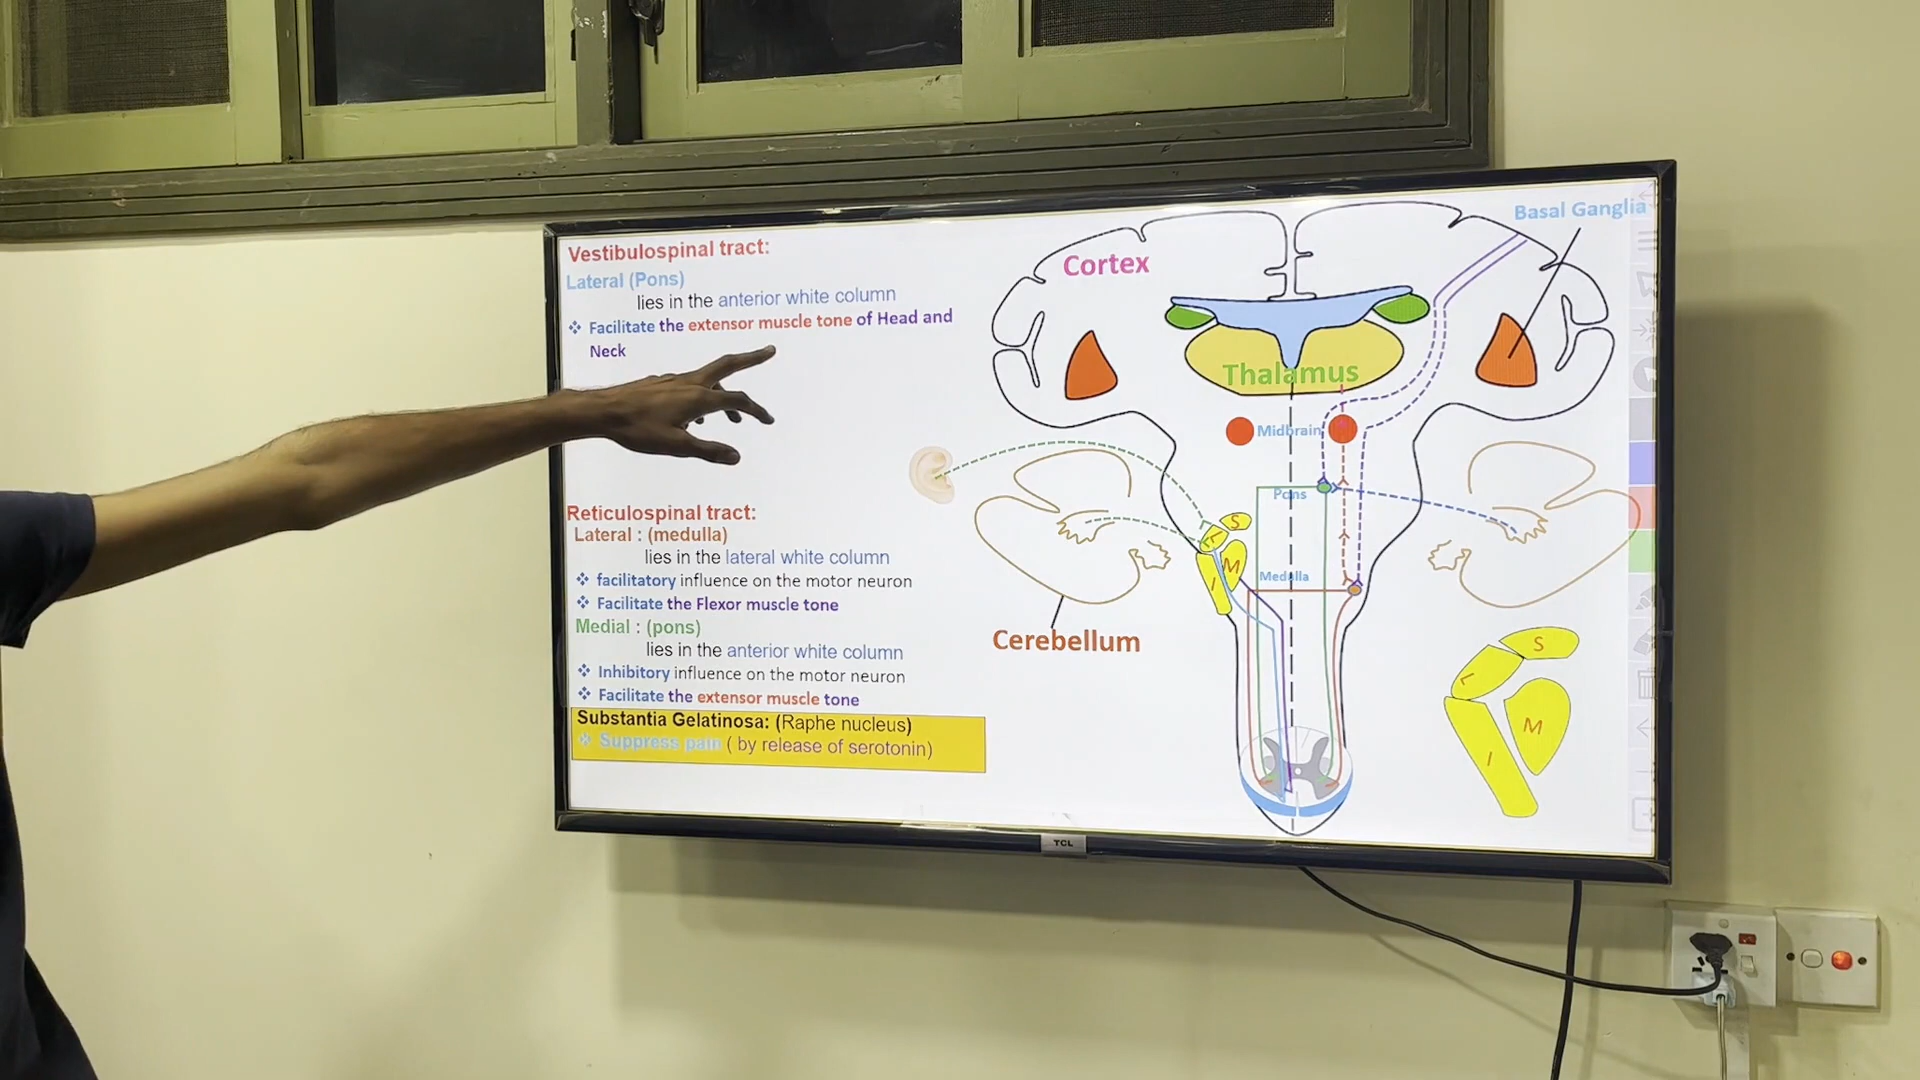 Vestibulospinal tract:
Lateral (Pons)
lies in the anterior white column
❖ Facilitate the extensor muscle tone of Head and
Neck
Reticulospinal tract:
Lateral : (medulla)
lies in the lateral white column
❖ facilitatory influence on the motor neuron
❖ Facilitate the Flexor muscle tone
Medial : (pons)
lies in the anterior white column
❖ Inhibitory influence on the motor neuron
❖ Facilitate the extensor muscle tone
Substantia Gelatinosa: (Raphe nucleus)
❖ Suppress pain ( by release of serotonin)
Basal Ganglia
Cortex
Thalamus
Midbrain
Pons
Medulla
Cerebellum
S
L
M
I
S
L
M
I
TCL